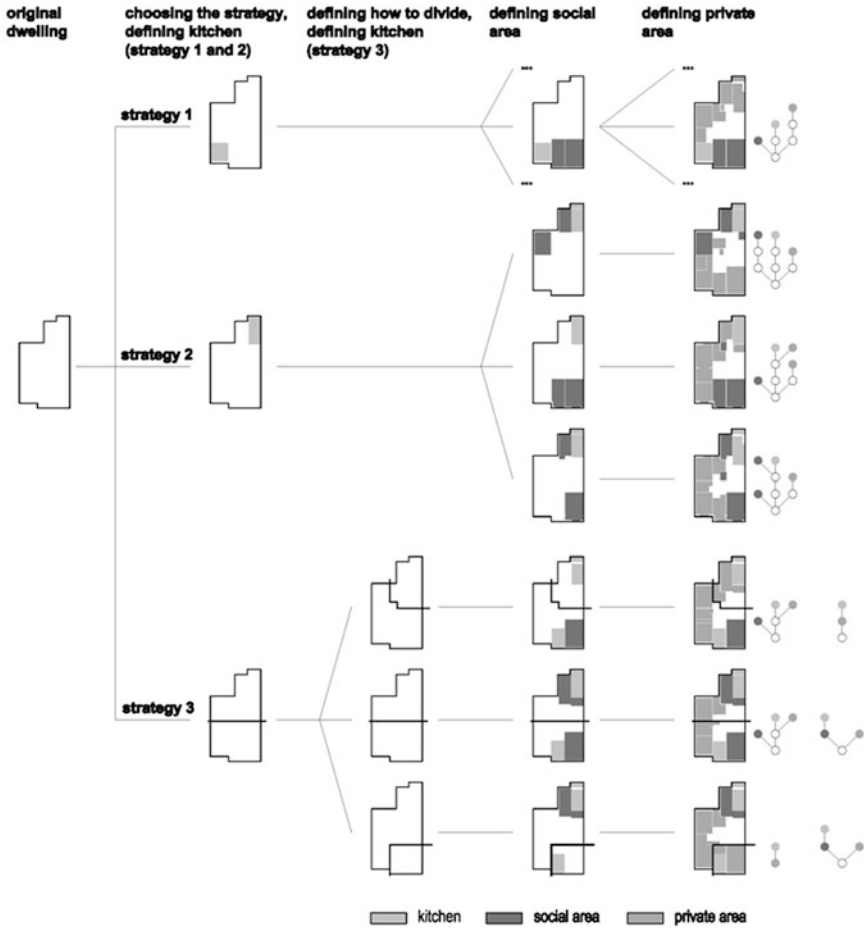 original
dwelling
choosing the strategy,
defining kitchen
(strategy 1 and 2)
defining how to divide,
defining kitchen
(strategy 3)
defining social
area
defining private
area
...
...
strategy 1
...
...
strategy 2
strategy 3
kitchen
social area
private area